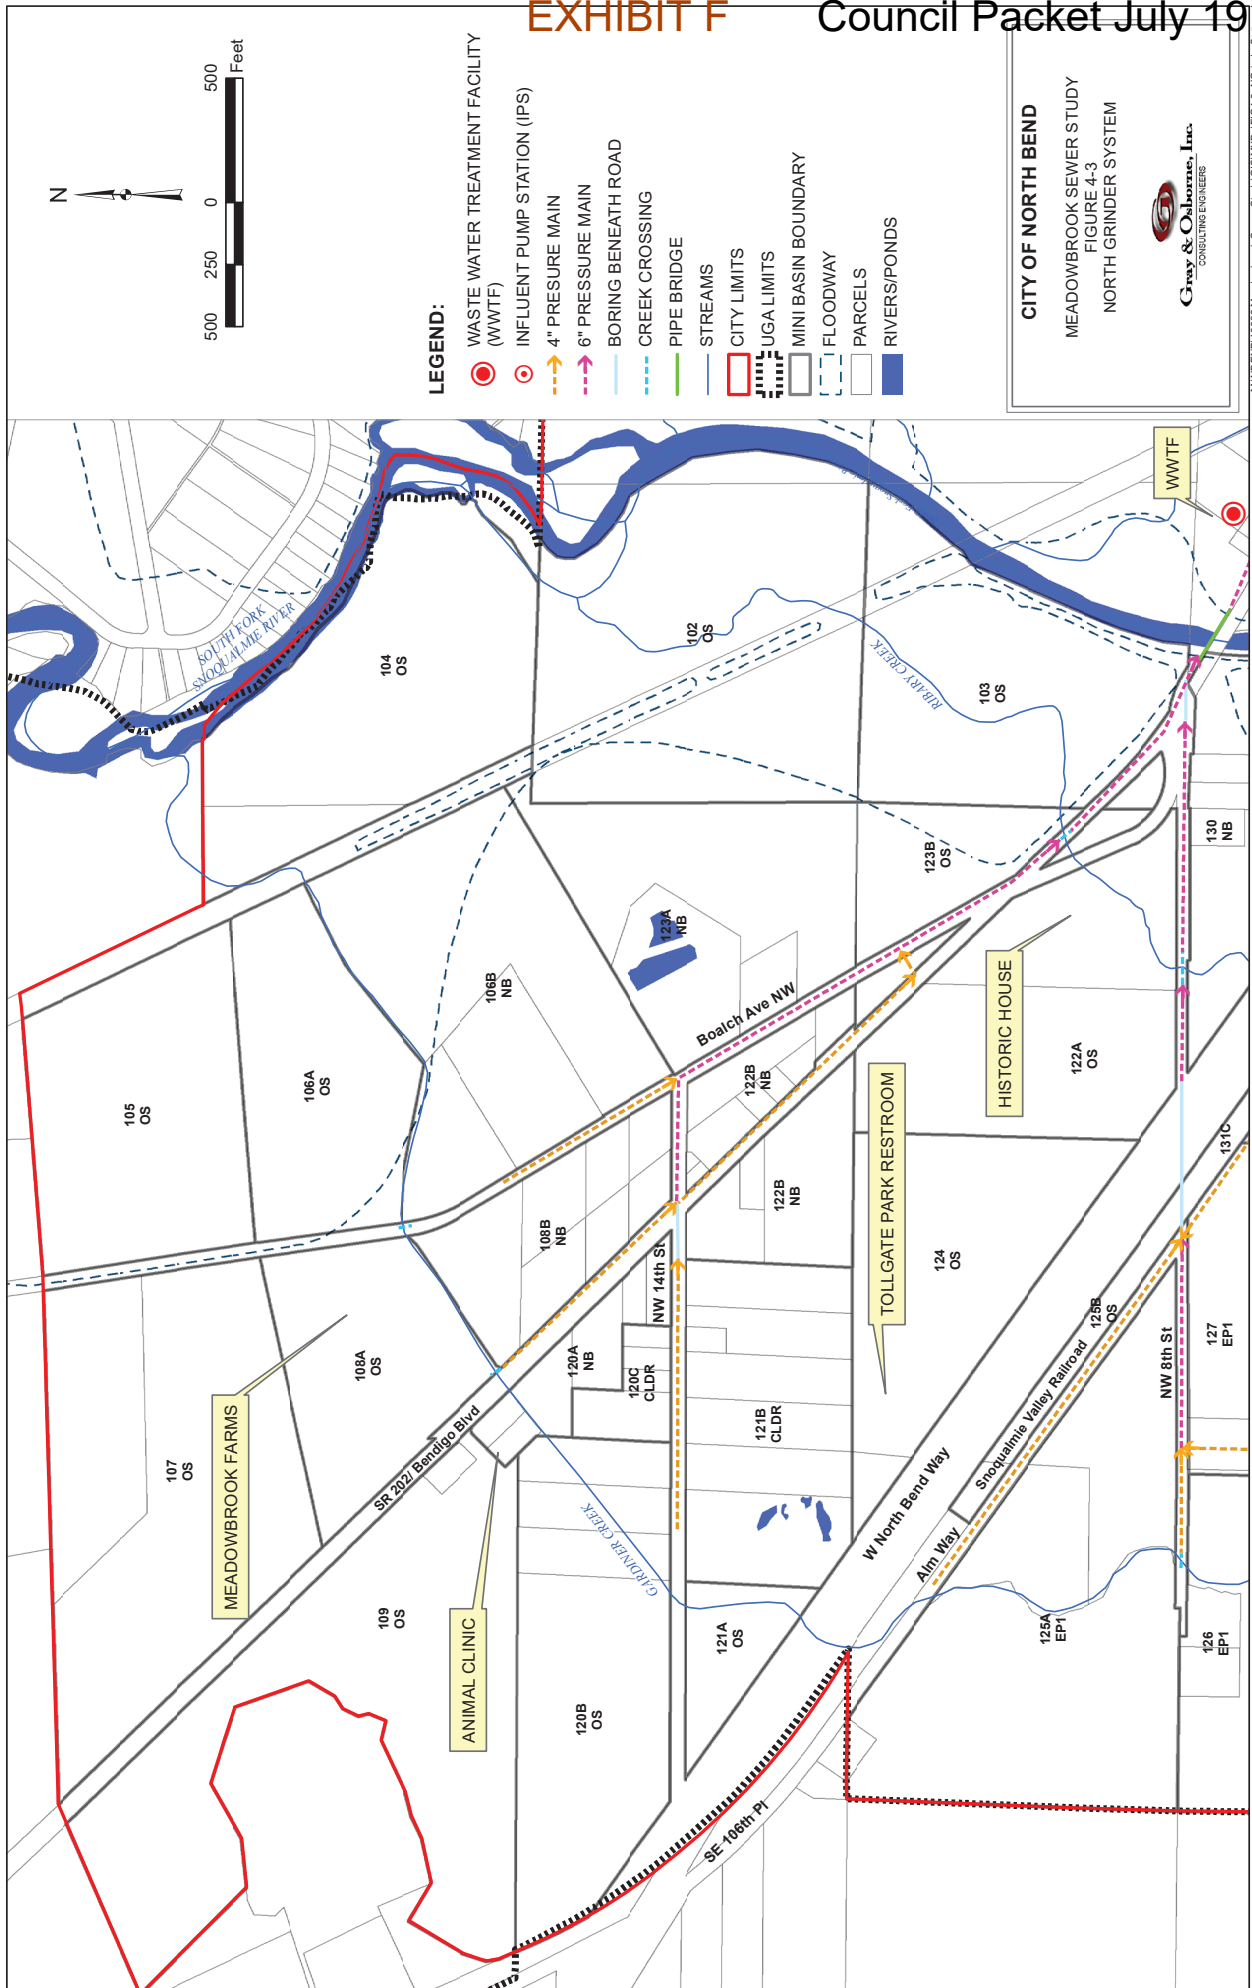 EXHIBIT F
Council Packet July 19
N
500
250
0
500
Feet
LEGEND:
WASTE WATER TREATMENT FACILITY
(WWTF)
INFLUENT PUMP STATION (IPS)
4" PRESURE MAIN
6" PRESSURE MAIN
BORING BENEATH ROAD
CREEK CROSSING
PIPE BRIDGE
STREAMS
CITY LIMITS
UGA LIMITS
MINI BASIN BOUNDARY
FLOODWAY
PARCELS
RIVERS/PONDS
CITY OF NORTH BEND
MEADOWBROOK SEWER STUDY
FIGURE 4-3
NORTH GRINDER SYSTEM
Gray & Osborne, Inc.
CONSULTING ENGINEERS
SOUTH FORK
SNOQUALMIE RIVER
104
OS
102
OS
RIBARY CREEK
103
OS
WWTF
105
OS
106A
OS
106B
NB
123A
NB
123B
OS
130
NB
Boalch Ave NW
HISTORIC HOUSE
122A
OS
122B
NB
122B
NB
TOLLGATE PARK RESTROOM
124
OS
131C
108B
NB
NW 14th St
120A
NB
120C
CLDR
121B
CLDR
125B
OS
Snoqualmie Valley Railroad
NW 8th St
127
EP1
MEADOWBROOK FARMS
108A
OS
107
OS
SR 202/ Bendigo Blvd
GARDINER CREEK
W North Bend Way
Alm Way
ANIMAL CLINIC
109
OS
121A
OS
125A
EP1
126
EP1
120B
OS
SE 106th Pl